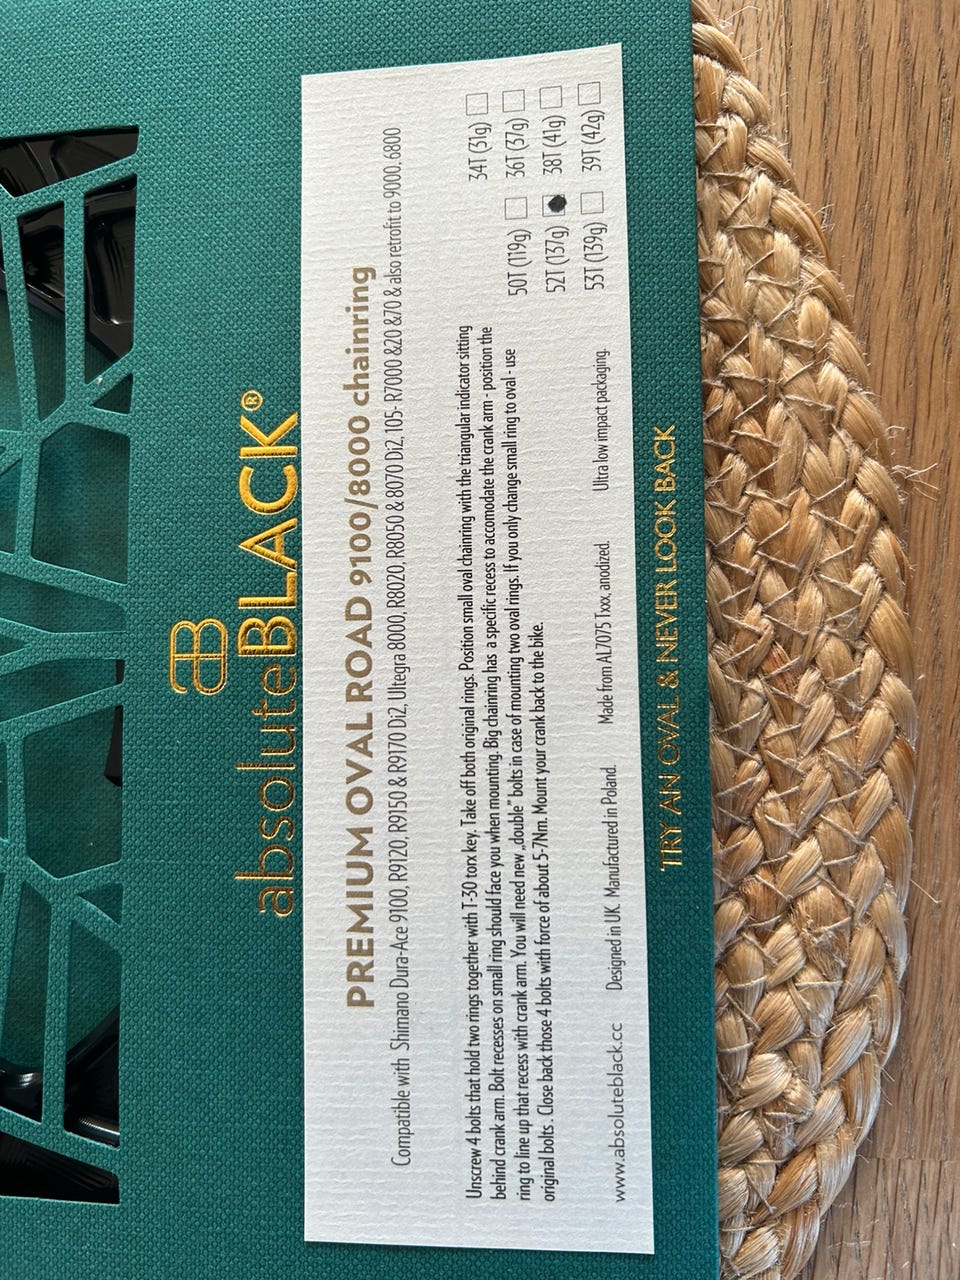 absoluteBLACK®
PREMIUM OVAL ROAD 9100/8000 chainring
Compatible with Shimano Dura-Ace 9100, R9120, R9150 & R9170 Di2, Ultegra 8000, R8020, R8050 & 8070 Di2, 105- R7000 &20 &70 & also retrofit to 9000, 6800
Unscrew 4 bolts that hold two rings together with T-30 torx key. Take off both original rings. Position small oval chainring with the triangular indicator sitting
behind crank arm. Bolt recesses on small ring should face you when mounting. Big chainring has a specific recess to accomodate the crank arm - position the
ring to line up that recess with crank arm. You will need new „double” bolts in case of mounting two oval rings. If you only change small ring to oval - use
original bolts . Close back those 4 bolts with force of about 5-7Nm. Mount your crank back to the bike.
34T (31g)
50T (119g) 36T (37g)
52T (137g) 38T (41g)
53T (139g) 39T (42g)
www.absoluteblack.cc Designed in UK. Manufactured in Poland. Made from AL7075 Txxx, anodized. Ultra low impact packaging.
TRY AN OVAL & NEVER LOOK BACK